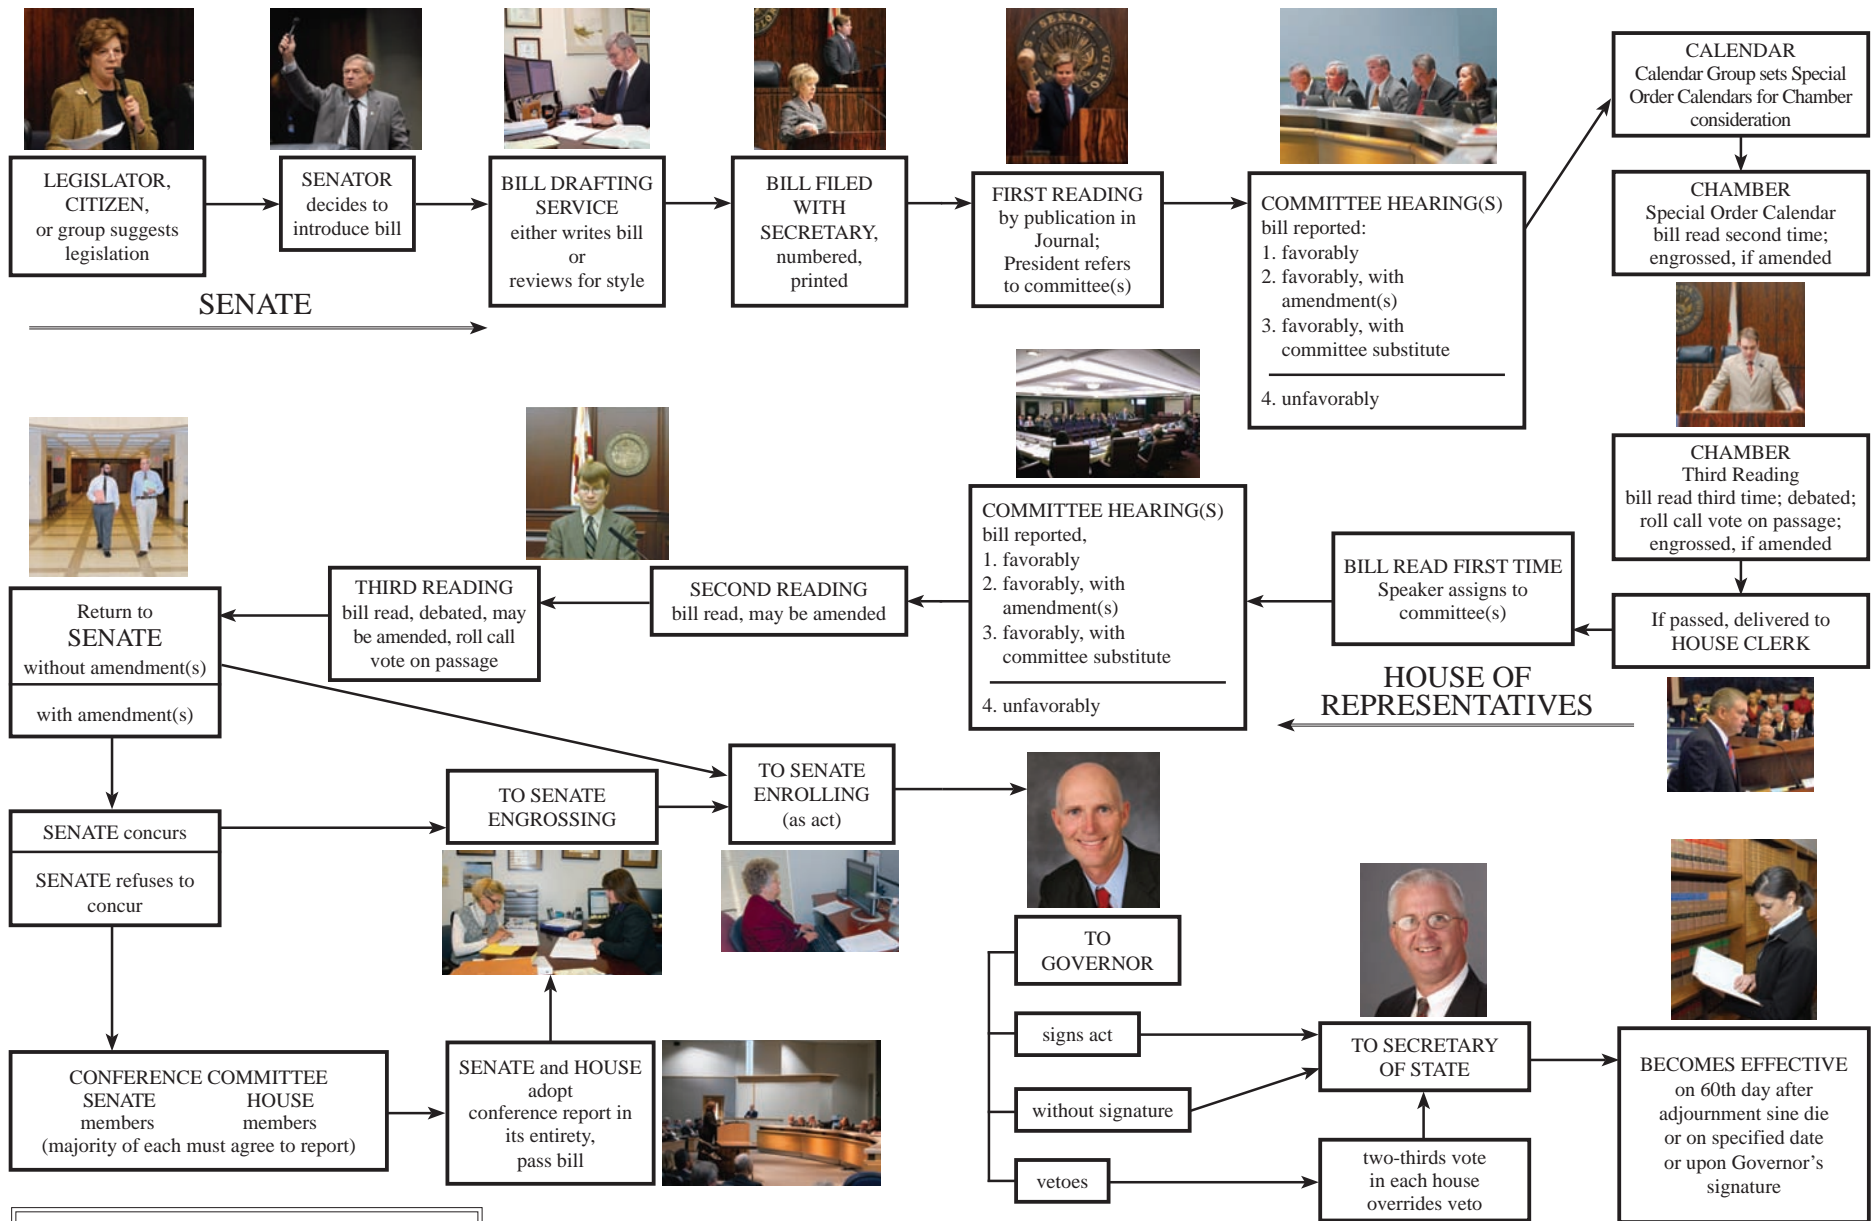 LEGISLATOR,
CITIZEN,
or group suggests
legislation
SENATOR
decides to
introduce bill
BILL DRAFTING
SERVICE
either writes bill
or
reviews for style
BILL FILED
WITH
SECRETARY,
numbered,
printed
SENATE
FLORIDA
FIRST READING
by publication in
Journal;
President refers
to committee(s)
COMMITTEE HEARING(S)
bill reported:
1. favorably
2. favorably, with
amendment(s)
3. favorably, with
committee substitute
4. unfavorably
CALENDAR
Calendar Group sets Special
Order Calendars for Chamber
consideration
CHAMBER
Special Order Calendar
bill read second time;
engrossed, if amended
SENATE
CHAMBER
Third Reading
bill read third time; debated;
roll call vote on passage;
engrossed, if amended
If passed, delivered to
HOUSE CLERK
HOUSE OF
REPRESENTATIVES
BILL READ FIRST TIME
Speaker assigns to
committee(s)
COMMITTEE HEARING(S)
bill reported,
1. favorably
2. favorably, with
amendment(s)
3. favorably, with
committee substitute
4. unfavorably
SECOND READING
bill read, may be amended
THIRD READING
bill read, debated, may
be amended, roll call
vote on passage
Return to
SENATE
without amendment(s)
with amendment(s)
SENATE concurs
SENATE refuses to
concur
TO SENATE
ENGROSSING
TO SENATE
ENROLLING
(as act)
CONFERENCE COMMITTEE
SENATE HOUSE
members members
(majority of each must agree to report)
SENATE and HOUSE
adopt
conference report in
its entirety,
pass bill
TO
GOVERNOR
signs act
without signature
vetoes
TO SECRETARY
OF STATE
two-thirds vote
in each house
overrides veto
BECOMES EFFECTIVE
on 60th day after
adjournment sine die
or on specified date
or upon Governor's
signature